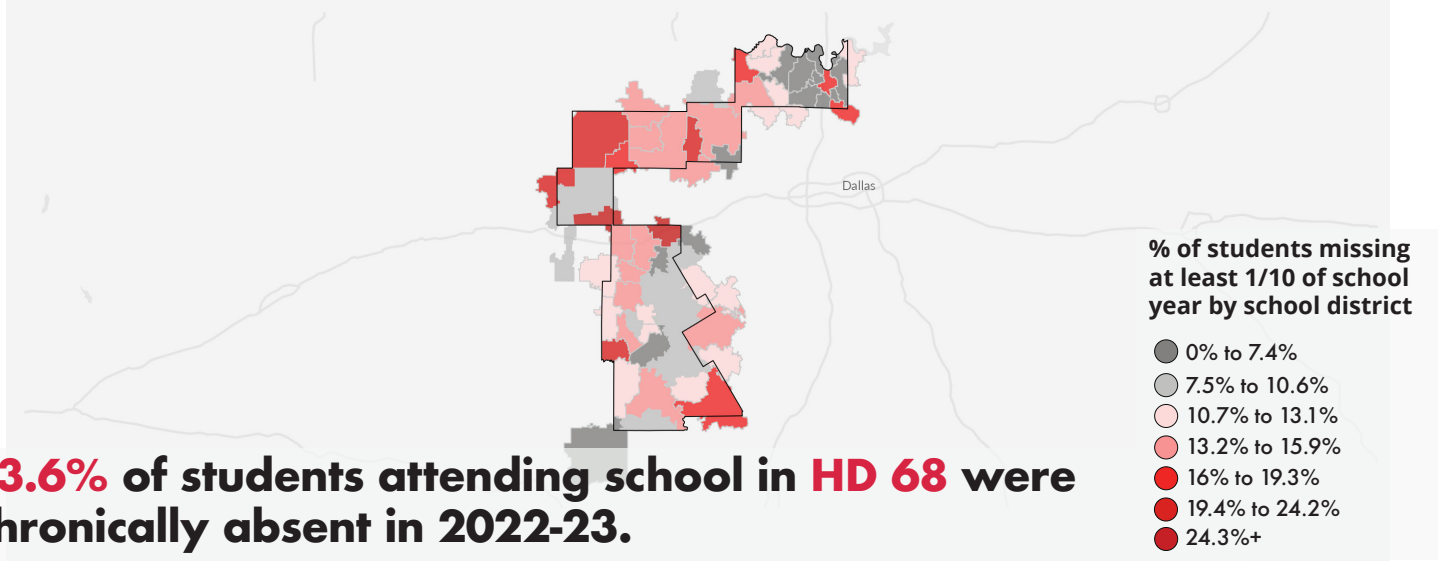 Dallas
% of students missing
at least 1/10 of school
year by school district
0% to 7.4%
7.5% to 10.6%
10.7% to 13.1%
13.2% to 15.9%
16% to 19.3%
19.4% to 24.2%
24.3%+
3.6% of students attending school in HD 68 were
hronically absent in 2022-23.